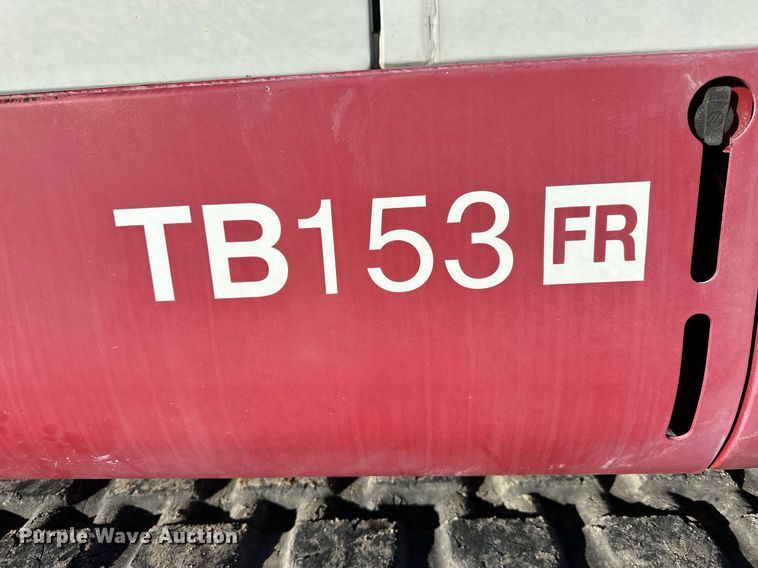 TB153 FR
Purple Wave Auction